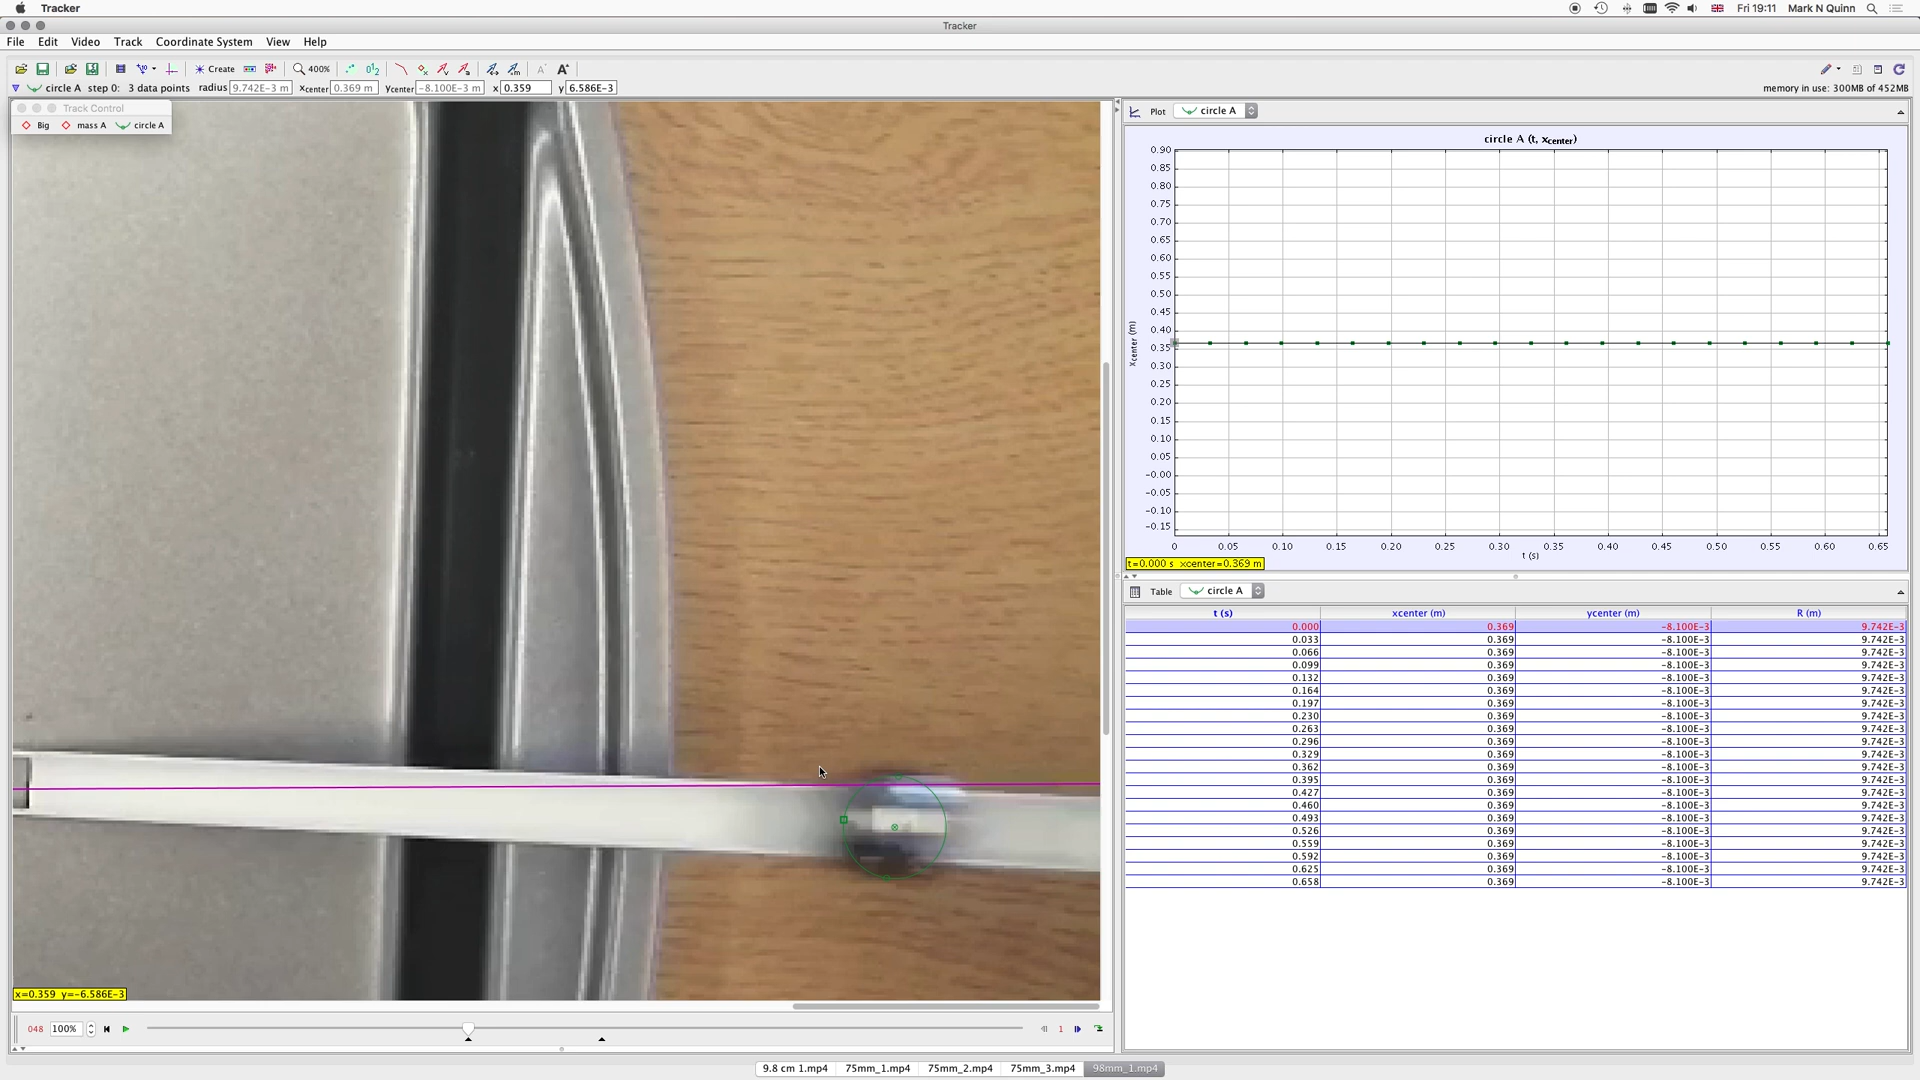 Tracker Fri 19:11 Mark N Quinn
Tracker
File Edit Video Track Coordinate System View Help
Create 400%
circle A step 0: 3 data points radius 9.742E-3 m xcenter 0.369 m ycenter -8.100E-3 m x 0.359 y 6.586E-3 memory in use: 300MB of 452MB
Track Control
Big mass A circle A
Plot circle A
circle A (t, xcenter)
0.90
0.85
0.80
0.75
0.70
0.65
0.60
0.55
0.50
0.45
0.40
0.35
0.30
0.25
0.20
0.15
0.10
0.05
-0.00
-0.05
-0.10
-0.15
xcenter (m)
0 0.05 0.10 0.15 0.20 0.25 0.30 0.35 0.40 0.45 0.50 0.55 0.60 0.65
t (s)
t=0.000 s xcenter=0.369 m
Table circle A
t (s) xcenter (m) ycenter (m) R (m)
0.000 0.369 -8.100E-3 9.742E-3
0.033 0.369 -8.100E-3 9.742E-3
0.066 0.369 -8.100E-3 9.742E-3
0.099 0.369 -8.100E-3 9.742E-3
0.132 0.369 -8.100E-3 9.742E-3
0.164 0.369 -8.100E-3 9.742E-3
0.197 0.369 -8.100E-3 9.742E-3
0.230 0.369 -8.100E-3 9.742E-3
0.263 0.369 -8.100E-3 9.742E-3
0.296 0.369 -8.100E-3 9.742E-3
0.329 0.369 -8.100E-3 9.742E-3
0.362 0.369 -8.100E-3 9.742E-3
0.395 0.369 -8.100E-3 9.742E-3
0.427 0.369 -8.100E-3 9.742E-3
0.460 0.369 -8.100E-3 9.742E-3
0.493 0.369 -8.100E-3 9.742E-3
0.526 0.369 -8.100E-3 9.742E-3
0.559 0.369 -8.100E-3 9.742E-3
0.592 0.369 -8.100E-3 9.742E-3
0.625 0.369 -8.100E-3 9.742E-3
0.658 0.369 -8.100E-3 9.742E-3
x=0.359 y=-6.586E-3
048 100% 1
9.8 cm 1.mp4 75mm_1.mp4 75mm_2.mp4 75mm_3.mp4 98mm_1.mp4